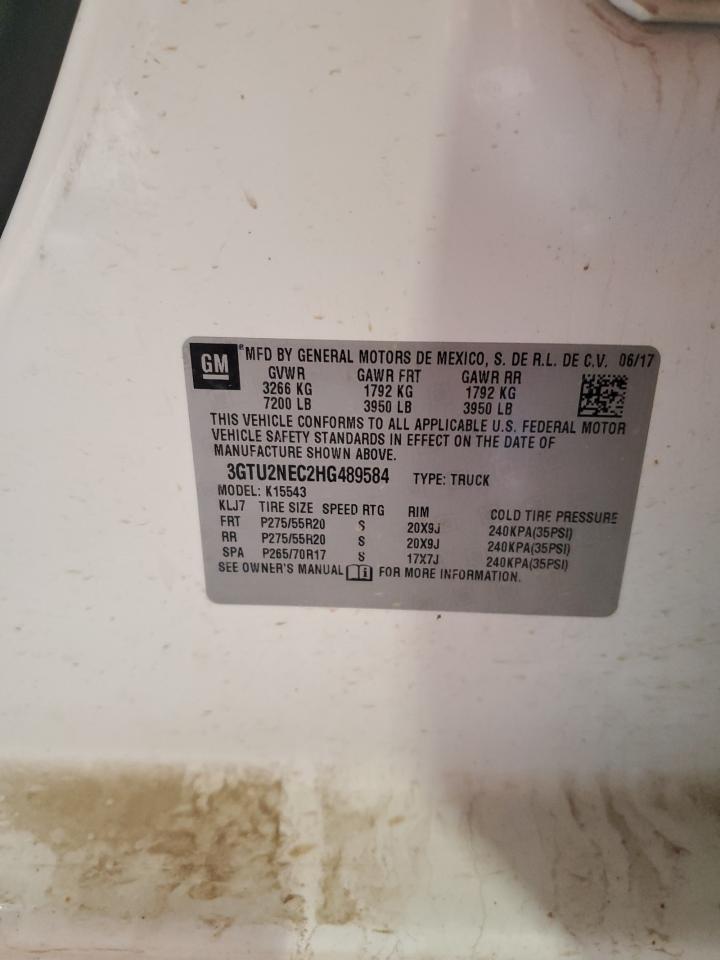 GM ® MFD BY GENERAL MOTORS DE MEXICO, S. DE R.L. DE C.V. 06/17
GVWR GAWR FRT GAWR RR
3266 KG 1792 KG 1792 KG
7200 LB 3950 LB 3950 LB
THIS VEHICLE CONFORMS TO ALL APPLICABLE U.S. FEDERAL MOTOR
VEHICLE SAFETY STANDARDS IN EFFECT ON THE DATE OF
MANUFACTURE SHOWN ABOVE.
3GTU2NEC2HG489584 TYPE: TRUCK
MODEL: K15543
KLJ7 TIRE SIZE SPEED RTG RIM COLD TIRE PRESSURE
FRT P275/55R20 S 20X9J 240KPA(35PSI)
RR P275/55R20 S 20X9J 240KPA(35PSI)
SPA P265/70R17 S 17X7J 240KPA(35PSI)
SEE OWNER'S MANUAL FOR MORE INFORMATION.